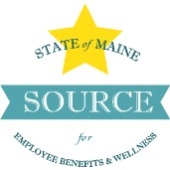 STATE of MAINE
SOURCE
for
EMPLOYEE BENEFITS & WELLNESS